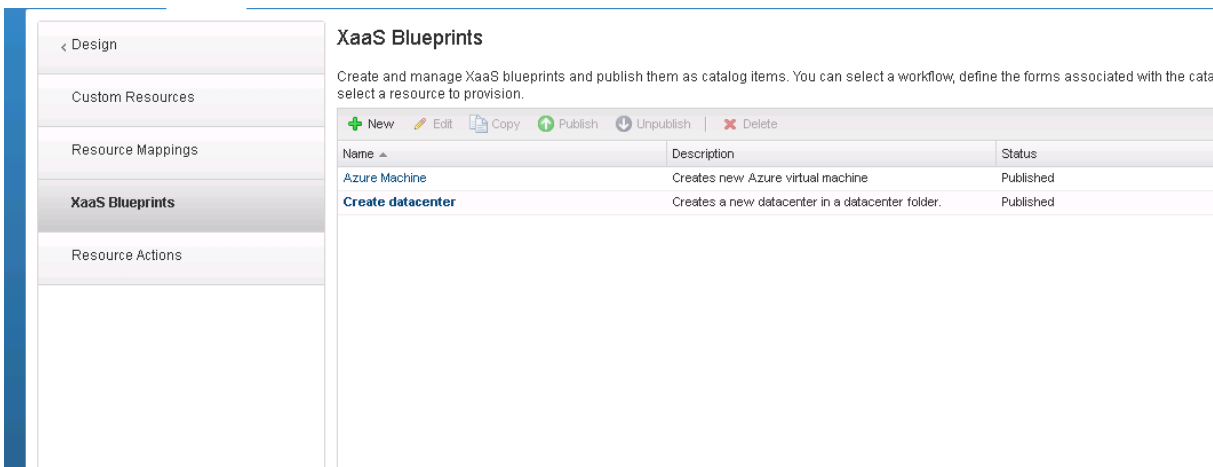 < Design
Custom Resources
Resource Mappings
XaaS Blueprints
Resource Actions
XaaS Blueprints
Create and manage XaaS blueprints and publish them as catalog items. You can select a workflow, define the forms associated with the cata
select a resource to provision.
New Edit Copy Publish Unpublish | Delete
Name Description Status
Azure Machine Creates new Azure virtual machine Published
Create datacenter Creates a new datacenter in a datacenter folder. Published